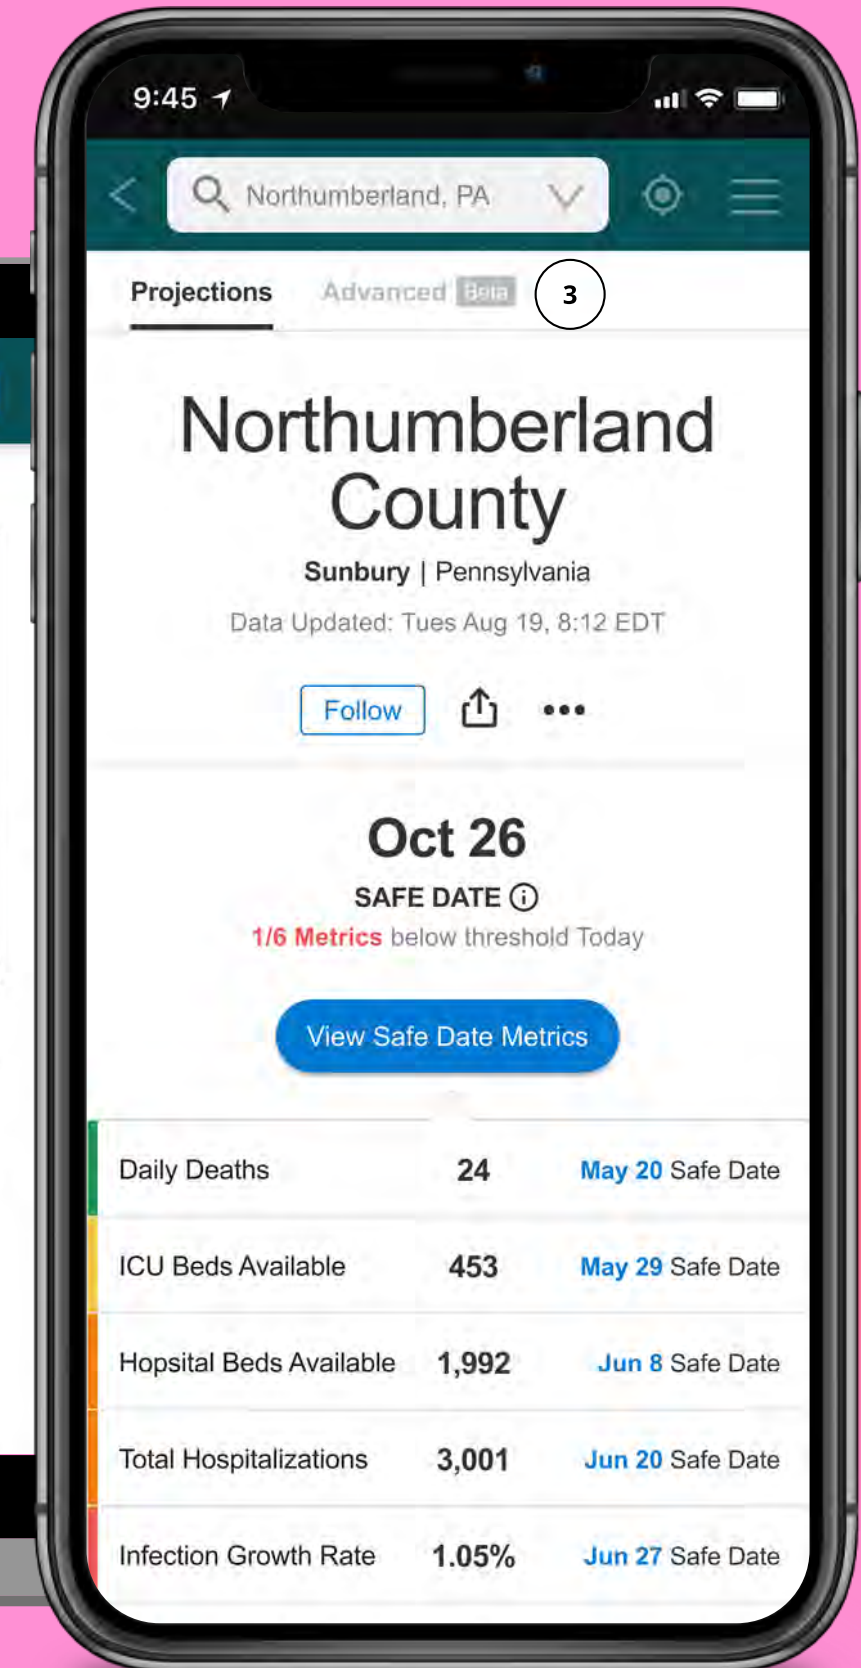 9:45
Northumberland, PA
Projections Advanced Beta 3
Northumberland
County
Sunbury | Pennsylvania
Data Updated: Tues Aug 19, 8:12 EDT
Follow
Oct 26
SAFE DATE
1/6 Metrics below threshold Today
View Safe Date Metrics
Daily Deaths 24 May 20 Safe Date
ICU Beds Available 453 May 29 Safe Date
Hopsital Beds Available 1,992 Jun 8 Safe Date
Total Hospitalizations 3,001 Jun 20 Safe Date
Infection Growth Rate 1.05% Jun 27 Safe Date